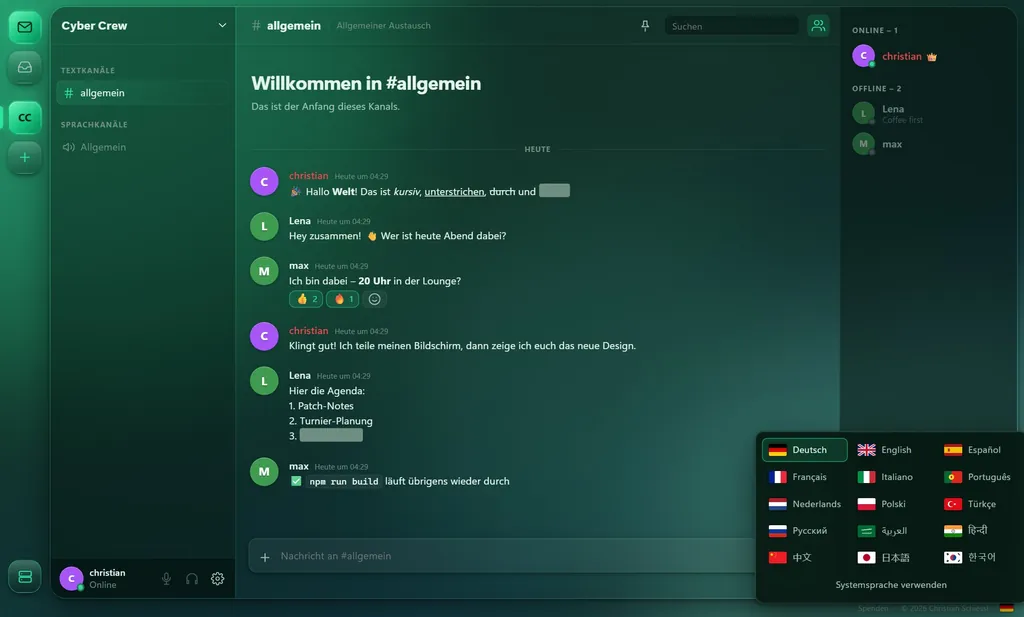 Cyber Crew
# allgemein
Allgemeiner Austausch
Suchen
CC
TEXTKANÄLE
# allgemein
SPRACHKANÄLE
Allgemein
Willkommen in #allgemein
Das ist der Anfang dieses Kanals.
HEUTE
C
christian Heute um 04:29
🎉 Hallo Welt! Das ist kursiv, unterstrichen, durch und
L
Lena Heute um 04:29
Hey zusammen! 👋 Wer ist heute Abend dabei?
M
max Heute um 04:29
Ich bin dabei – 20 Uhr in der Lounge?
👍 2 🔥 1
C
christian Heute um 04:29
Klingt gut! Ich teile meinen Bildschirm, dann zeige ich euch das neue Design.
L
Lena Heute um 04:29
Hier die Agenda:
1. Patch-Notes
2. Turnier-Planung
3.
M
max Heute um 04:29
✅ npm run build läuft übrigens wieder durch
Nachricht an #allgemein
C
christian
Online
ONLINE – 1
C
christian 👑
OFFLINE – 2
L
Lena
Coffee first
M
max
Deutsch English Español
Français Italiano Português
Nederlands Polski Türkçe
Русский العربية हिन्दी
中文 日本語 한국어
Systemsprache verwenden
Spenden © 2026 Christian Schiesel